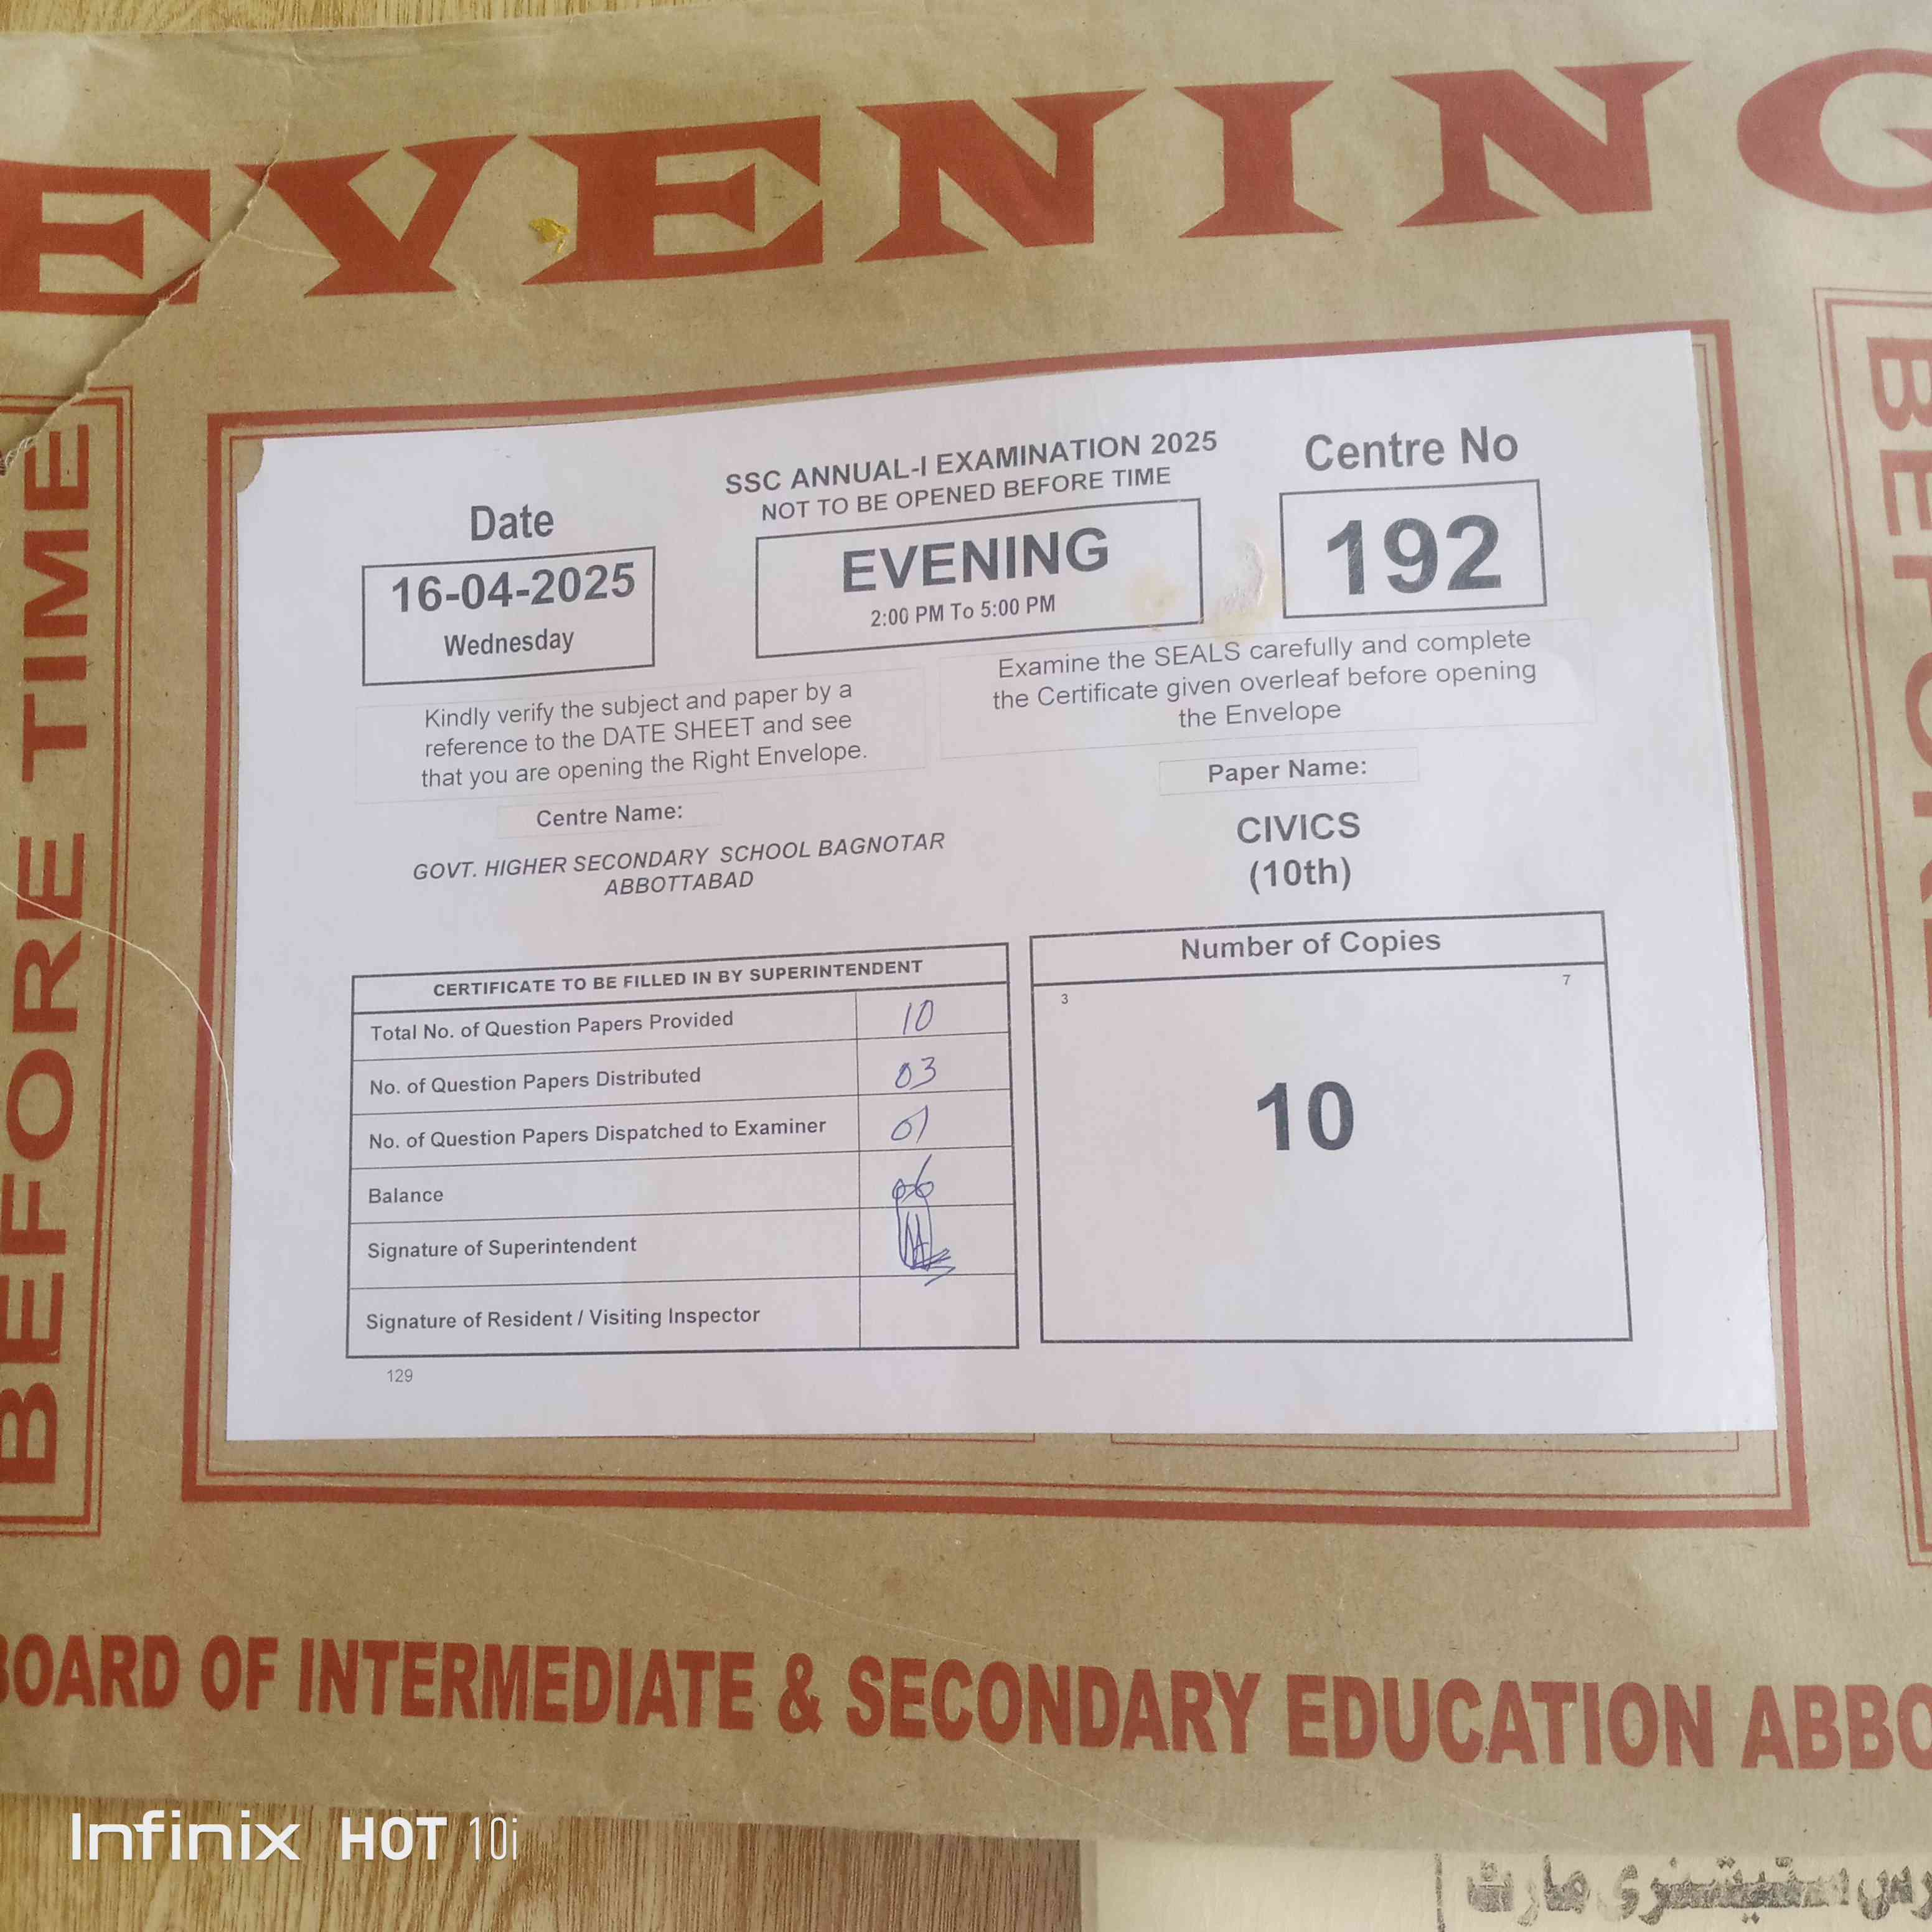 EVENING
BEFORE TIME
BEFORE
SSC ANNUAL-I EXAMINATION 2025
NOT TO BE OPENED BEFORE TIME
Date
16-04-2025
Wednesday
EVENING
2:00 PM To 5:00 PM
Centre No
192
Kindly verify the subject and paper by a
reference to the DATE SHEET and see
that you are opening the Right Envelope.
Examine the SEALS carefully and complete
the Certificate given overleaf before opening
the Envelope
Centre Name:
GOVT. HIGHER SECONDARY SCHOOL BAGNOTAR
ABBOTTABAD
Paper Name:
CIVICS
(10th)
CERTIFICATE TO BE FILLED IN BY SUPERINTENDENT
Total No. of Question Papers Provided 10
No. of Question Papers Distributed 03
No. of Question Papers Dispatched to Examiner 01
Balance 06
Signature of Superintendent
Signature of Resident / Visiting Inspector
129
Number of Copies
3 7
10
BOARD OF INTERMEDIATE & SECONDARY EDUCATION ABBO
Infinix HOT 10i
سٹیشنری مارٹ